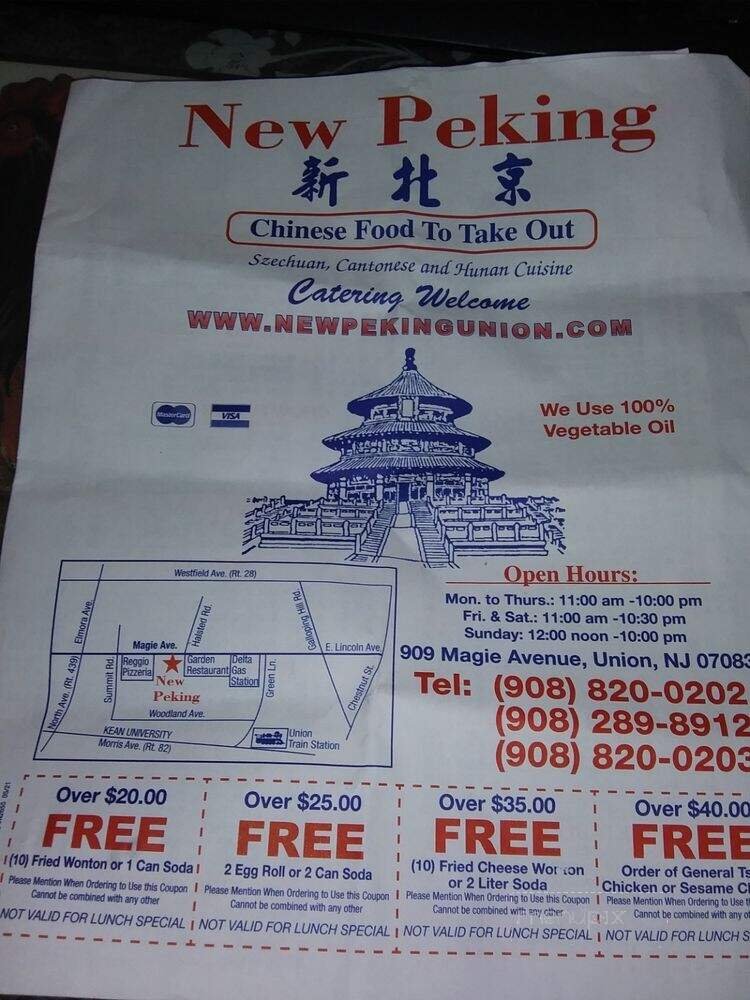 New Peking
新北京
Chinese Food To Take Out
Szechuan, Cantonese and Hunan Cuisine
Catering Welcome
WWW.NEWPEKINGUNION.COM
MasterCard
VISA
We Use 100%
Vegetable Oil
Westfield Ave. (Rt. 28)
Elmora Ave.
Halsted Rd.
Galloping Hill Rd.
Magie Ave.
E. Lincoln Ave.
North Ave. (Rt. 439)
Summit Rd.
Reggio
Pizzeria
New
Peking
Garden
Restaurant
Delta
Gas
Station
Green Ln.
Chestnut St.
Woodland Ave.
KEAN UNIVERSITY
Morris Ave. (Rt. 82)
Union
Train Station
Open Hours:
Mon. to Thurs.: 11:00 am -10:00 pm
Fri. & Sat.: 11:00 am -10:30 pm
Sunday: 12:00 noon -10:00 pm
909 Magie Avenue, Union, NJ 07083
Tel: (908) 820-0202
(908) 289-8912
(908) 820-0203
05/21
Over $20.00
FREE
(10) Fried Wonton or 1 Can Soda
Please Mention When Ordering to Use this Coupon
Cannot be combined with any other
NOT VALID FOR LUNCH SPECIAL
Over $25.00
FREE
2 Egg Roll or 2 Can Soda
Please Mention When Ordering to Use this Coupon
Cannot be combined with any other
NOT VALID FOR LUNCH SPECIAL
Over $35.00
FREE
(10) Fried Cheese Wonton
or 2 Liter Soda
Please Mention When Ordering to Use this Coupon
Cannot be combined with any other
NOT VALID FOR LUNCH SPECIAL
Over $40.00
FREE
Order of General Ts
Chicken or Sesame Ch
Please Mention When Ordering to Use t
Cannot be combined with any ot
NOT VALID FOR LUNCH S
menupix